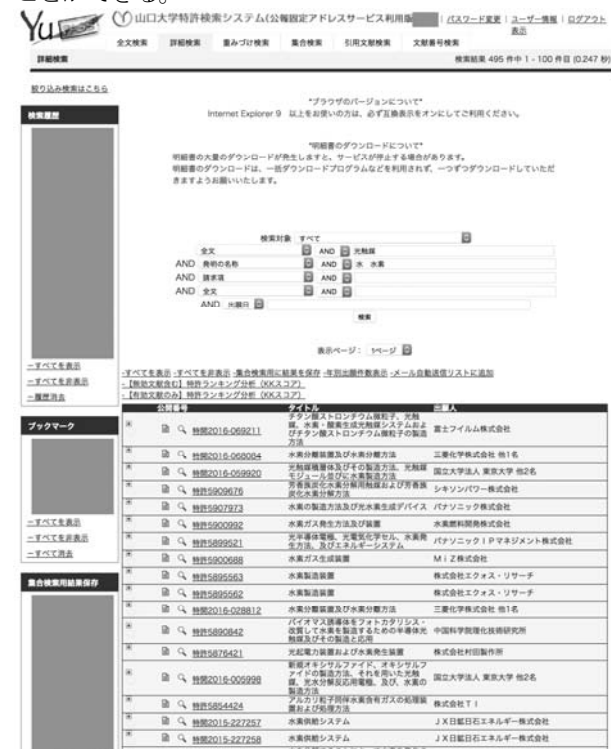 ことができる。
Yu 山口大学特許検索システム(公報固定アドレスサービス利用版 | パスワード変更 | ユーザー情報 | ログアウト
表示
全文検索 詳細検索 重みづけ検索 集合検索 引用文献検索 文献番号検索
詳細検索 検索結果 495 件中 1 - 100 件目 (0.247 秒)
絞り込み検索はこちら
検索履歴
- すべてを表示
- すべてを非表示
- 履歴消去
ブックマーク
- すべてを表示
- すべてを非表示
- すべて消去
集合検索用結果保存
*ブラウザのバージョンについて*
Internet Explorer 9 以上をお使いの方は、必ず互換表示をオンにしてご利用ください。
*明細書のダウンロードについて*
明細書の大量のダウンロードが発生しますと、サービスが停止する場合があります。
明細書のダウンロードは、一括ダウンロードプログラムなどを利用されず、一つずつダウンロードしていただ
きますようお願いいたします。
検索対象 すべて
全文 AND 光触媒
AND 発明の名称 AND 水 水素
AND 請求項 AND
AND 全文 AND
AND 出願日
検索
表示ページ: 1ページ
-すべてを表示 -すべてを非表示 -集合検索用に結果を保存 -年別出願件数表示 -メール自動送信リストに追加
-【無効文献含む】特許ランキング分析(KKスコア)
-【有効文献のみ】特許ランキング分析(KKスコア)
公開番号 タイトル 出願人
特開2016-069211 チタン酸ストロンチウム微粒子、光触媒、水素・酸素生成用システムおよびチタン酸ストロンチウム微粒子の製造方法 富士フイルム株式会社
特開2016-068084 水素分離装置及び水素分離方法 三菱化学株式会社 他1名
特開2016-059920 光触媒積層体及びその製造方法、光触媒モジュール並びに水素製造方法 国立大学法人 東京大学 他2名
特許5909676 芳香族炭化水素分解用触媒および芳香族炭化水素分解方法 シキソンパワー株式会社
特許5907973 水素の製造方法及び光水素生成デバイス パナソニック株式会社
特許5900992 水素ガス発生方法及び装置 水素燃料開発株式会社
特許5899521 光半導体電極、光電気化学セル、水素発生方法、及びエネルギーシステム パナソニックIPマネジメント株式会社
特許5900688 水素ガス生成装置 MiZ株式会社
特許5895563 水素製造装置 株式会社エクォス・リサーチ
特許5895562 水素製造装置 株式会社エクォス・リサーチ
特開2016-028812 水素分離装置及び水素分離方法 三菱化学株式会社 他1名
特許5890842 バイオマス誘導体をフォトカタリシス・改質して水素を製造するための半導体光触媒及びその製造と応用 中国科学院理化技術研究所
特許5876421 光起電力装置および水素発生装置 株式会社村田製作所
特開2016-005998 新規オキシサルファイド、オキシサルファイドの製造方法、それを用いた光触媒、光水分解反応用電極、及び、水素の製造方法 国立大学法人 東京大学 他2名
特許5854424 アルカリ粒子同伴水素含有ガスの処理装置および処理方法 株式会社TI
特開2015-227257 水素供給システム JX日鉱日石エネルギー株式会社
特開2015-227258 水素供給システム JX日鉱日石エネルギー株式会社